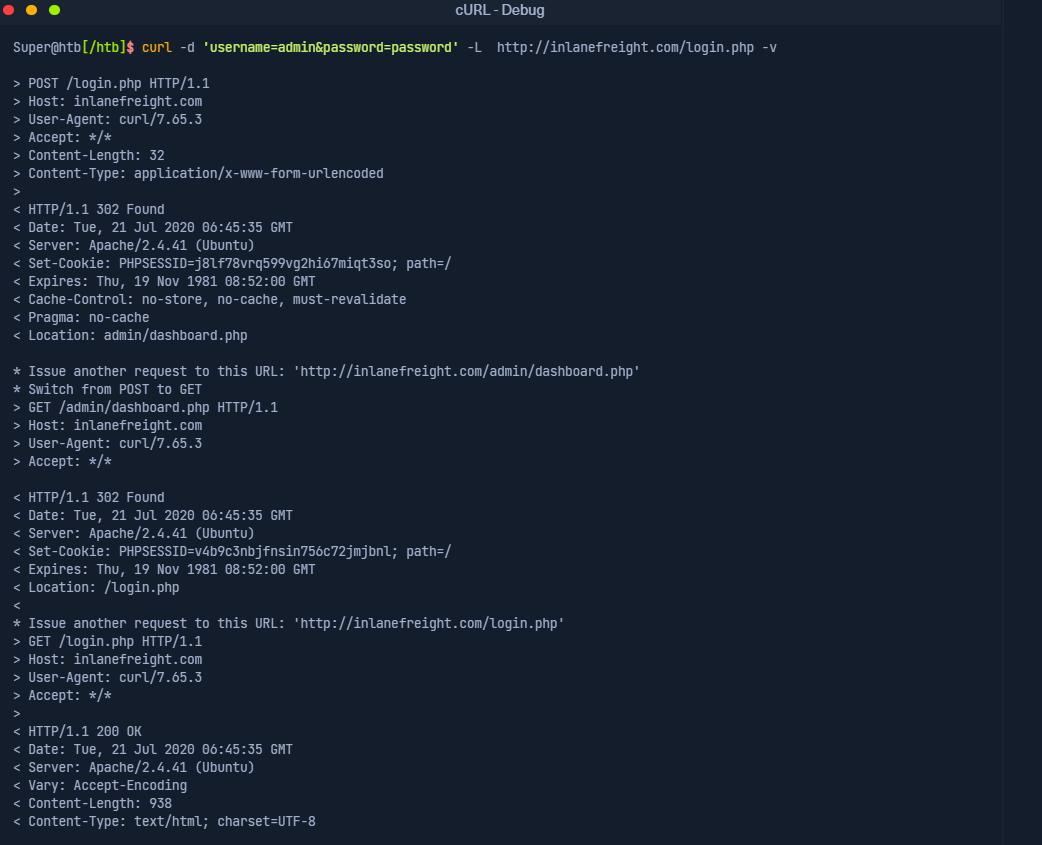 cURL - Debug
Super@htb[/htb]$ curl -d 'username=admin&password=password' -L  http://inlanefreight.com/login.php -v
> POST /login.php HTTP/1.1
> Host: inlanefreight.com
> User-Agent: curl/7.65.3
> Accept: */*
> Content-Length: 32
> Content-Type: application/x-www-form-urlencoded
>
< HTTP/1.1 302 Found
< Date: Tue, 21 Jul 2020 06:45:35 GMT
< Server: Apache/2.4.41 (Ubuntu)
< Set-Cookie: PHPSESSID=j8lf78vrq599vg2hi67miqt3so; path=/
< Expires: Thu, 19 Nov 1981 08:52:00 GMT
< Cache-Control: no-store, no-cache, must-revalidate
< Pragma: no-cache
< Location: admin/dashboard.php
* Issue another request to this URL: 'http://inlanefreight.com/admin/dashboard.php'
* Switch from POST to GET
> GET /admin/dashboard.php HTTP/1.1
> Host: inlanefreight.com
> User-Agent: curl/7.65.3
> Accept: */*
< HTTP/1.1 302 Found
< Date: Tue, 21 Jul 2020 06:45:35 GMT
< Server: Apache/2.4.41 (Ubuntu)
< Set-Cookie: PHPSESSID=v4b9c3nbjfnsin756c72jmjbnl; path=/
< Expires: Thu, 19 Nov 1981 08:52:00 GMT
< Location: /login.php
<
* Issue another request to this URL: 'http://inlanefreight.com/login.php'
> GET /login.php HTTP/1.1
> Host: inlanefreight.com
> User-Agent: curl/7.65.3
> Accept: */*
>
< HTTP/1.1 200 OK
< Date: Tue, 21 Jul 2020 06:45:35 GMT
< Server: Apache/2.4.41 (Ubuntu)
< Vary: Accept-Encoding
< Content-Length: 938
< Content-Type: text/html; charset=UTF-8